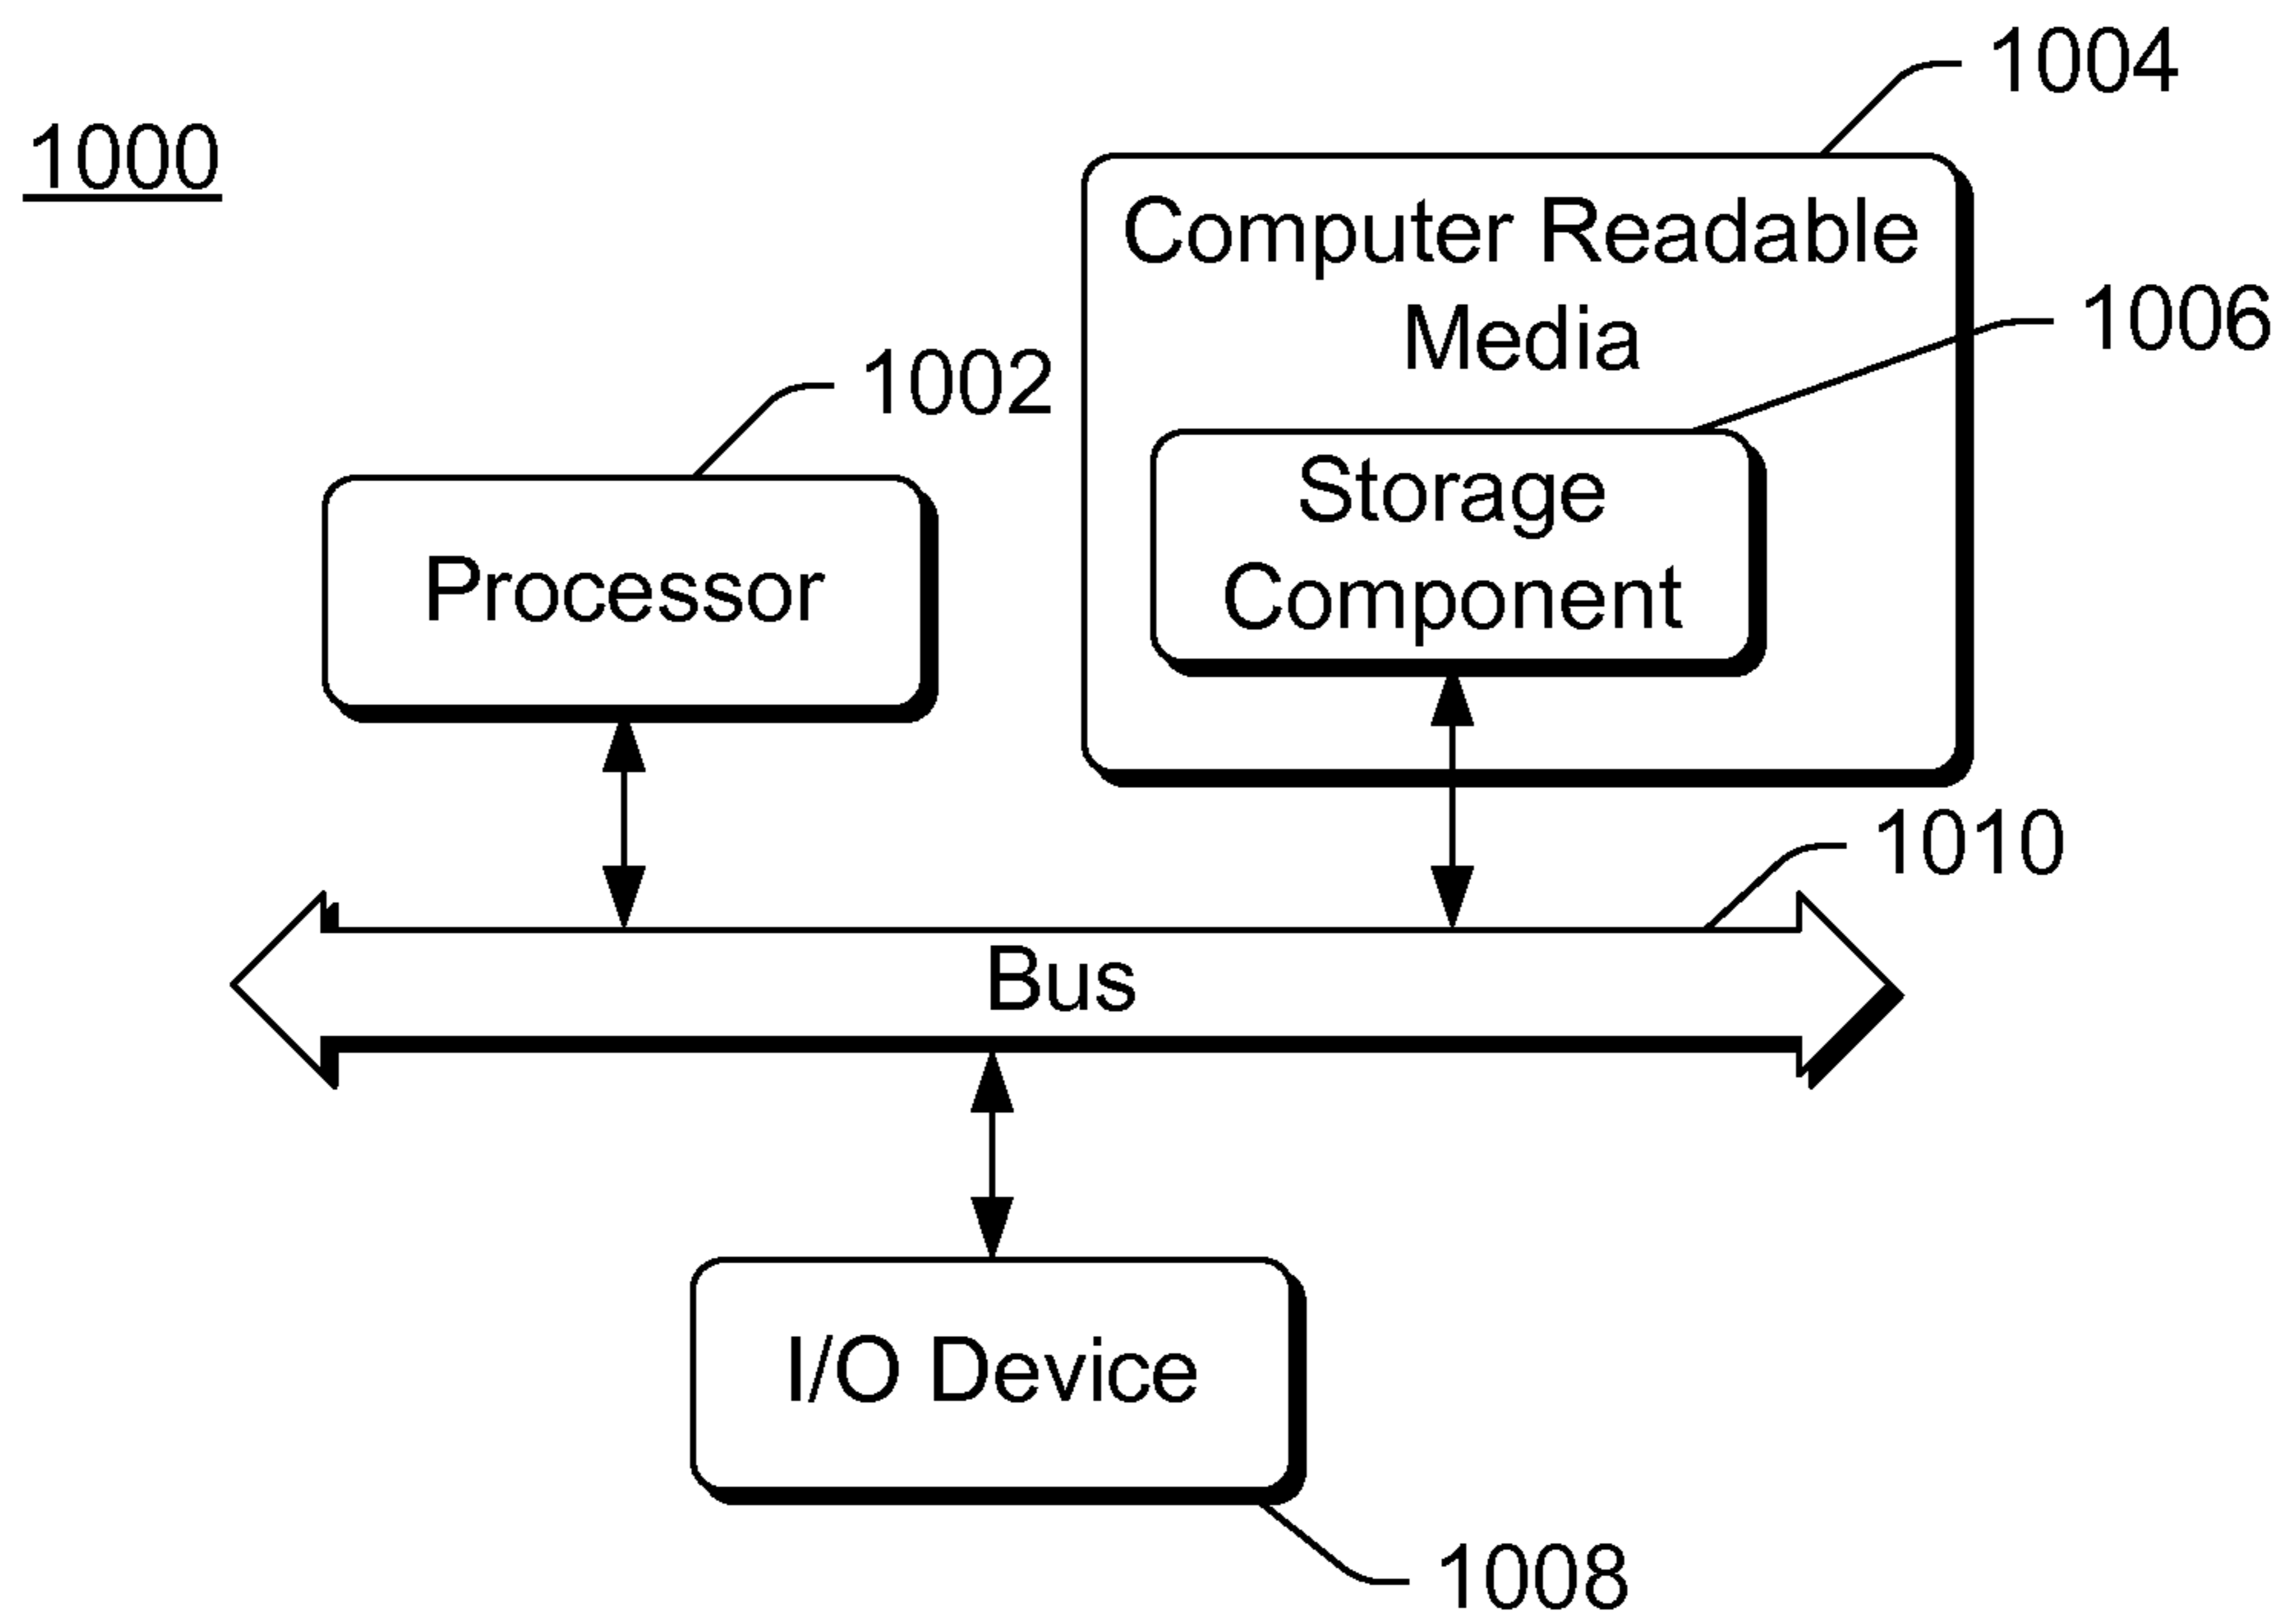 1000
1004
Computer Readable
Media
1006
1002
Storage
Component
Processor
1010
Bus
I/O Device
1008